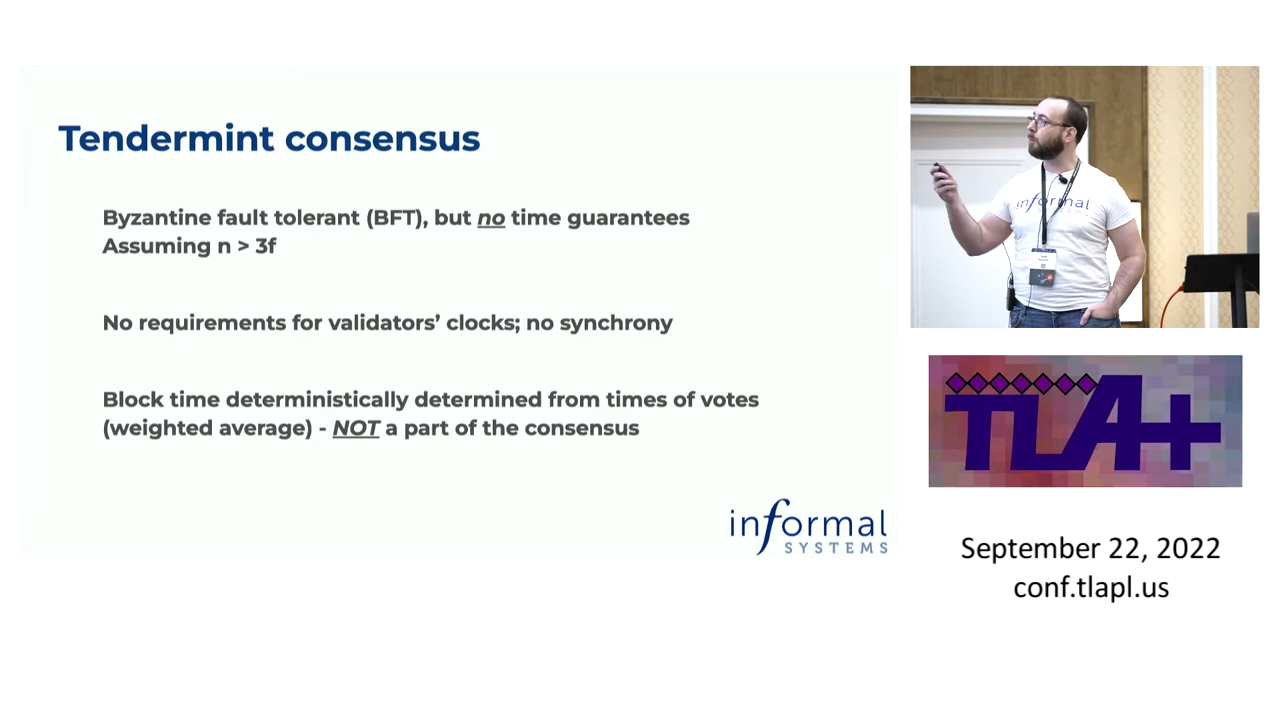 Tendermint consensus
Byzantine fault tolerant (BFT), but no time guarantees
Assuming n > 3f
No requirements for validators’ clocks; no synchrony
Block time deterministically determined from times of votes
(weighted average) - NOT a part of the consensus
informal
SYSTEMS
informal
SYSTEMS
TLA+
September 22, 2022
conf.tlapl.us